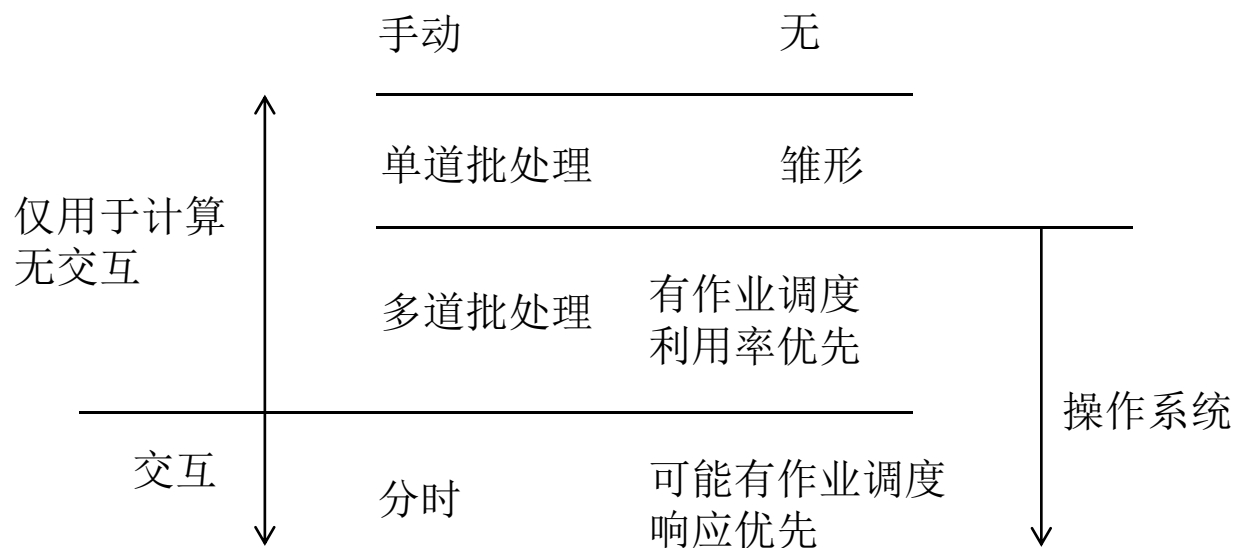 手动
无
单道批处理
雏形
仅用于计算
无交互
多道批处理
有作业调度
利用率优先
操作系统
交互
分时
可能有作业调度
响应优先